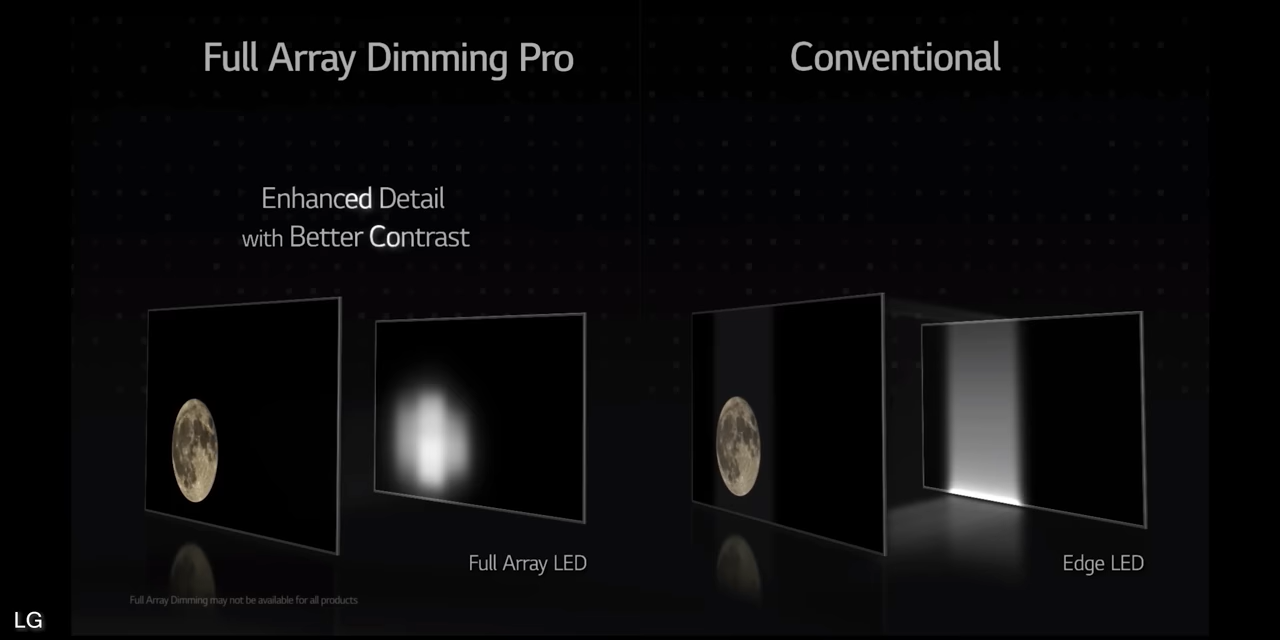 Full Array Dimming Pro
Conventional
Enhanced Detail
with Better Contrast
Full Array LED
Edge LED
Full Array Dimming may not be available for all products
LG